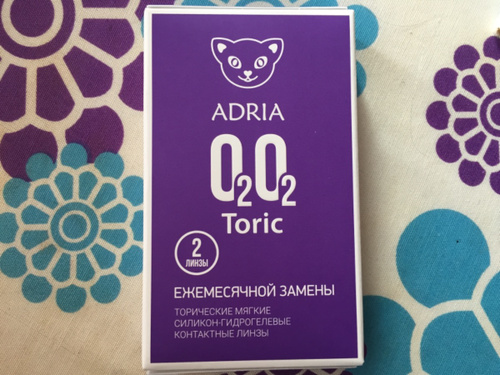 ADRIA
O2O2
Toric
2
ЛИНЗЫ
ЕЖЕМЕСЯЧНОЙ ЗАМЕНЫ
ТОРИЧЕСКИЕ МЯГКИЕ
СИЛИКОН-ГИДРОГЕЛЕВЫЕ
КОНТАКТНЫЕ ЛИНЗЫ